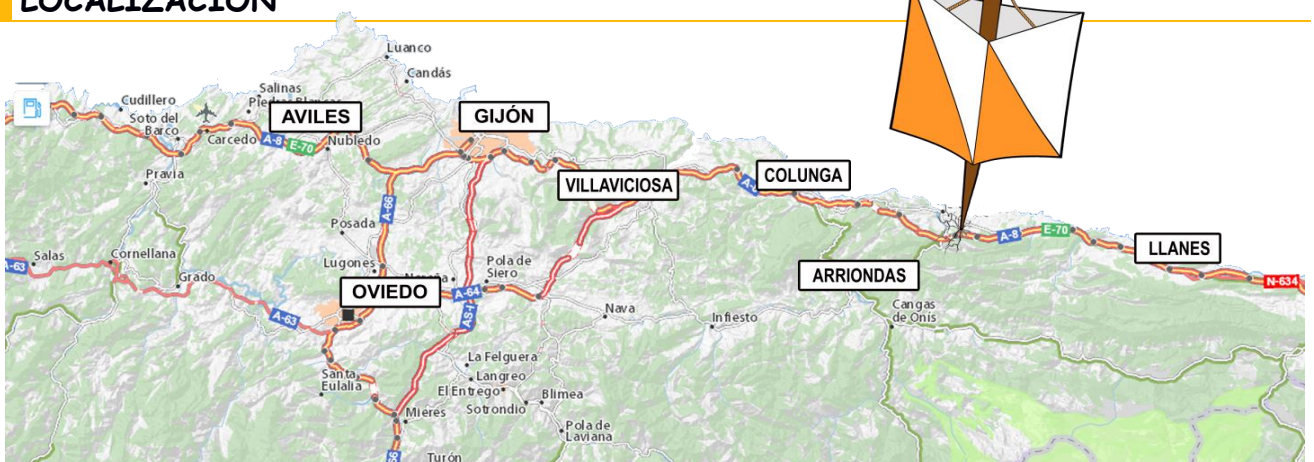 LOCALIZACIÓN
Luanco
Candás
Salinas
Cudillero
Soto del
Barco
Carcedo
AVILES
GIJÓN
A-8
E-70
Nubledo
Pravia
VILLAVICIOSA
COLUNGA
A-66
Posada
A-8
E-70
LLANES
Salas
Cornellana
A-63
Grado
Lugones
Pola de
Siero
ARRIONDAS
N-634
OVIEDO
A-64
A-63
Nava
Infiesto
Cangas
de Onís
La Felguera
Langreo
El Entrego
Blimea
Sotrondio
Santa
Eulalia
Mieres
Pola de
Laviana
Turón